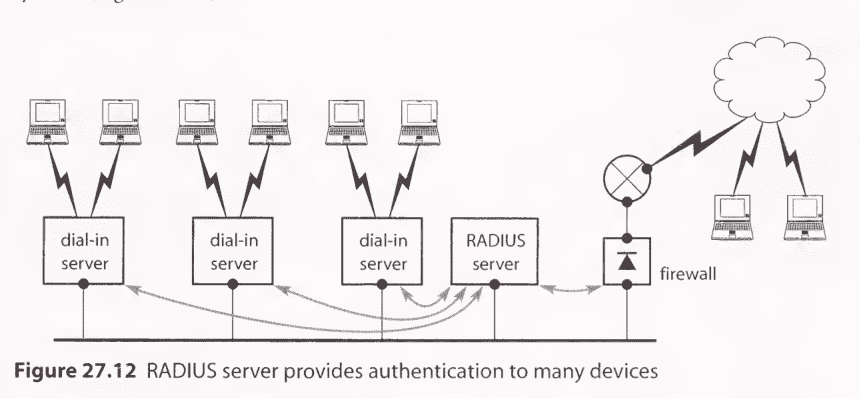 dial-in
server
dial-in
server
dial-in
server
RADIUS
server
firewall
Figure 27.12 RADIUS server provides authentication to many devices